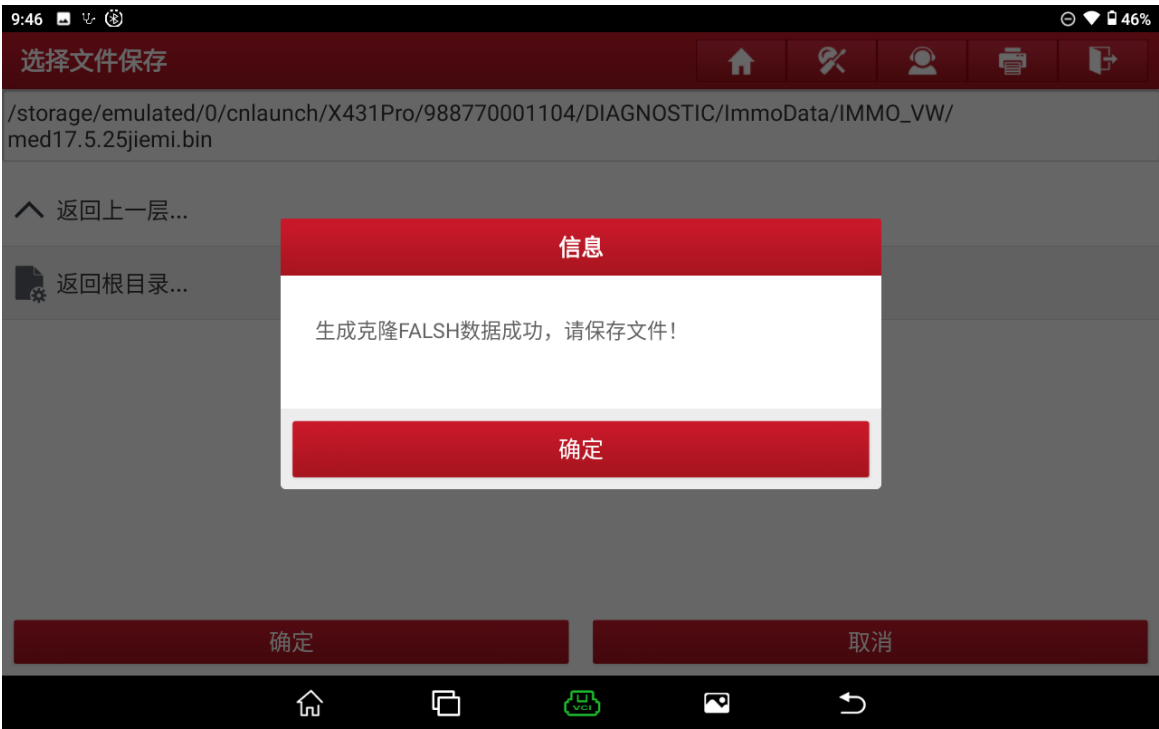 9:46
46%
选择文件保存
/storage/emulated/0/cnlaunch/X431Pro/988770001104/DIAGNOSTIC/ImmoData/IMMO_VW/
med17.5.25jiemi.bin
返回上一层...
信息
返回根目录...
生成克隆FALSH数据成功，请保存文件！
确定
确定
取消
VCI